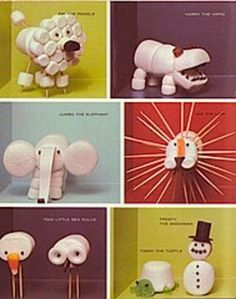 FIFI THE POODLE
HARRY THE HIPPO
JUMBO THE ELEPHANT
LEO THE LION
TWO LITTLE SEA GULLS
FROSTY
THE SNOWMAN
TIMMY THE TURTLE